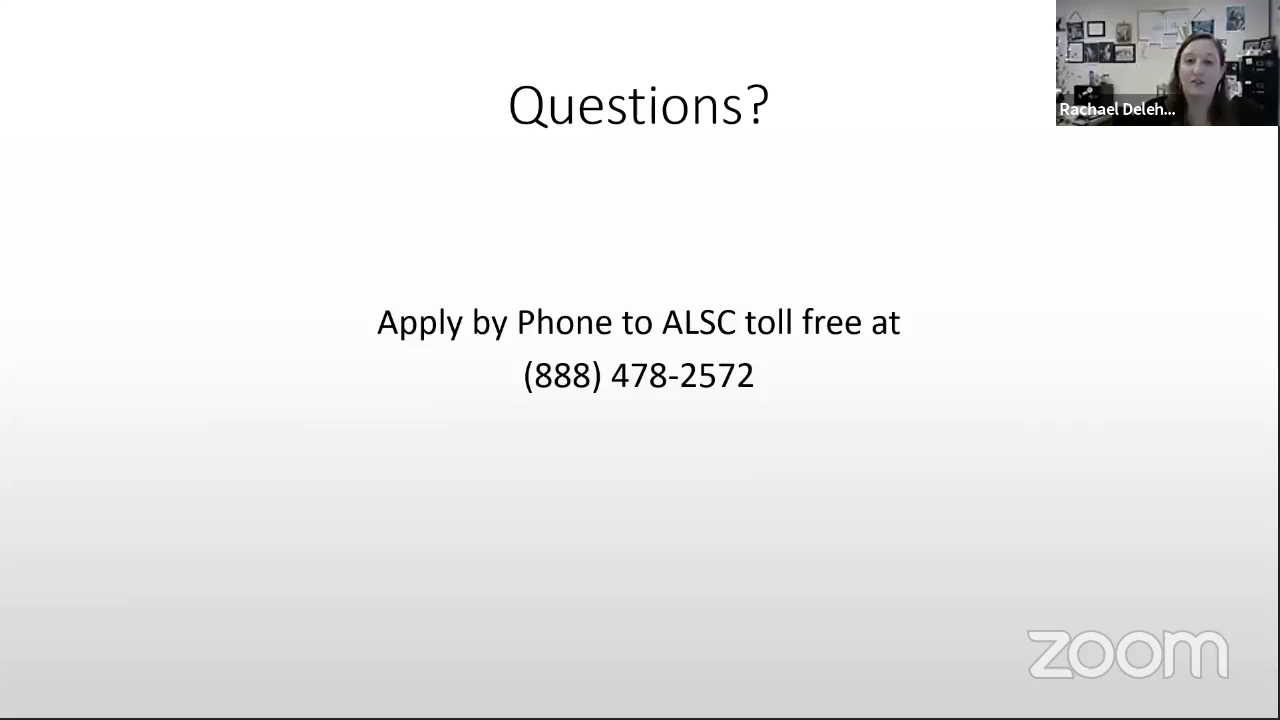 Questions?
Rachael Deleh...
Apply by Phone to ALSC toll free at
(888) 478-2572
zoom